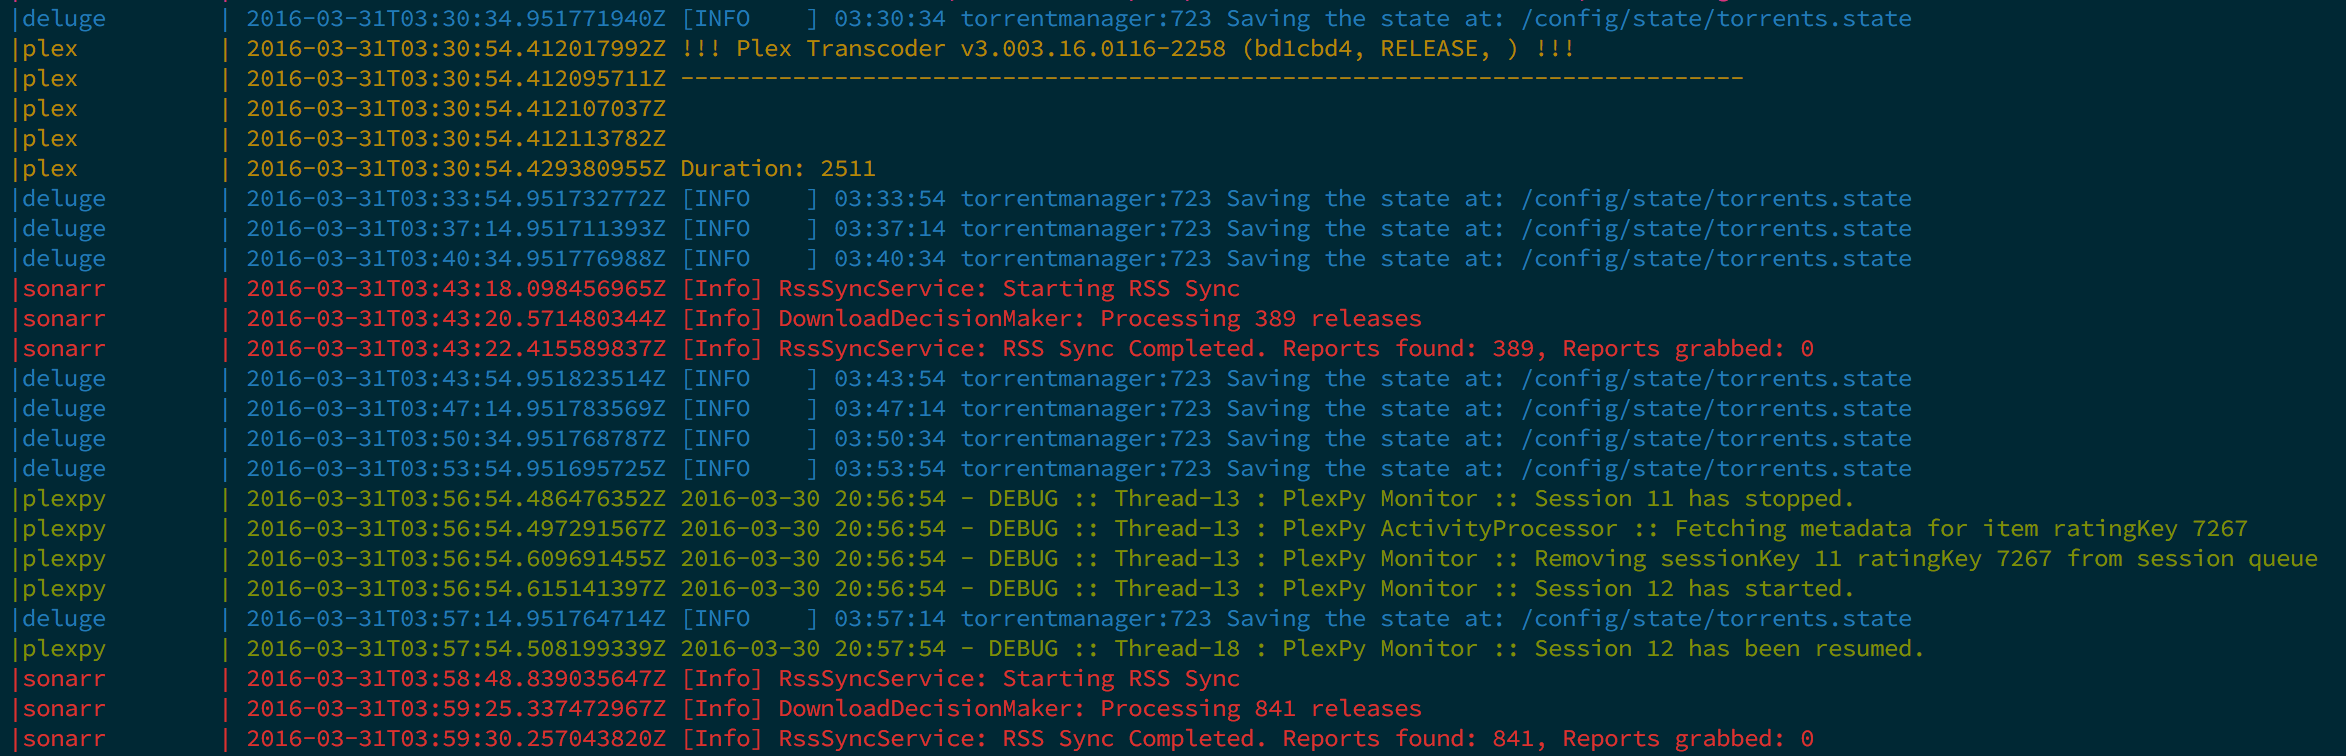 |deluge        | 2016-03-31T03:30:34.951771940Z [INFO    ] 03:30:34 torrentmanager:723 Saving the state at: /config/state/torrents.state
|plex          | 2016-03-31T03:30:54.412017992Z !!! Plex Transcoder v3.003.16.0116-2258 (bd1cbd4, RELEASE, ) !!!
|plex          | 2016-03-31T03:30:54.412095711Z ----------------------------------------------------------------------------
|plex          | 2016-03-31T03:30:54.412107037Z
|plex          | 2016-03-31T03:30:54.412113782Z
|plex          | 2016-03-31T03:30:54.429380955Z Duration: 2511
|deluge        | 2016-03-31T03:33:54.951732772Z [INFO    ] 03:33:54 torrentmanager:723 Saving the state at: /config/state/torrents.state
|deluge        | 2016-03-31T03:37:14.951711393Z [INFO    ] 03:37:14 torrentmanager:723 Saving the state at: /config/state/torrents.state
|deluge        | 2016-03-31T03:40:34.951776988Z [INFO    ] 03:40:34 torrentmanager:723 Saving the state at: /config/state/torrents.state
|sonarr        | 2016-03-31T03:43:18.098456965Z [Info] RssSyncService: Starting RSS Sync
|sonarr        | 2016-03-31T03:43:20.571480344Z [Info] DownloadDecisionMaker: Processing 389 releases
|sonarr        | 2016-03-31T03:43:22.415589837Z [Info] RssSyncService: RSS Sync Completed. Reports found: 389, Reports grabbed: 0
|deluge        | 2016-03-31T03:43:54.951823514Z [INFO    ] 03:43:54 torrentmanager:723 Saving the state at: /config/state/torrents.state
|deluge        | 2016-03-31T03:47:14.951783569Z [INFO    ] 03:47:14 torrentmanager:723 Saving the state at: /config/state/torrents.state
|deluge        | 2016-03-31T03:50:34.951768787Z [INFO    ] 03:50:34 torrentmanager:723 Saving the state at: /config/state/torrents.state
|deluge        | 2016-03-31T03:53:54.951695725Z [INFO    ] 03:53:54 torrentmanager:723 Saving the state at: /config/state/torrents.state
|plexpy        | 2016-03-31T03:56:54.486476352Z 2016-03-30 20:56:54 - DEBUG :: Thread-13 : PlexPy Monitor :: Session 11 has stopped.
|plexpy        | 2016-03-31T03:56:54.497291567Z 2016-03-30 20:56:54 - DEBUG :: Thread-13 : PlexPy ActivityProcessor :: Fetching metadata for item ratingKey 7267
|plexpy        | 2016-03-31T03:56:54.609691455Z 2016-03-30 20:56:54 - DEBUG :: Thread-13 : PlexPy Monitor :: Removing sessionKey 11 ratingKey 7267 from session queue
|plexpy        | 2016-03-31T03:56:54.615141397Z 2016-03-30 20:56:54 - DEBUG :: Thread-13 : PlexPy Monitor :: Session 12 has started.
|deluge        | 2016-03-31T03:57:14.951764714Z [INFO    ] 03:57:14 torrentmanager:723 Saving the state at: /config/state/torrents.state
|plexpy        | 2016-03-31T03:57:54.508199339Z 2016-03-30 20:57:54 - DEBUG :: Thread-18 : PlexPy Monitor :: Session 12 has been resumed.
|sonarr        | 2016-03-31T03:58:48.839035647Z [Info] RssSyncService: Starting RSS Sync
|sonarr        | 2016-03-31T03:59:25.337472967Z [Info] DownloadDecisionMaker: Processing 841 releases
|sonarr        | 2016-03-31T03:59:30.257043820Z [Info] RssSyncService: RSS Sync Completed. Reports found: 841, Reports grabbed: 0